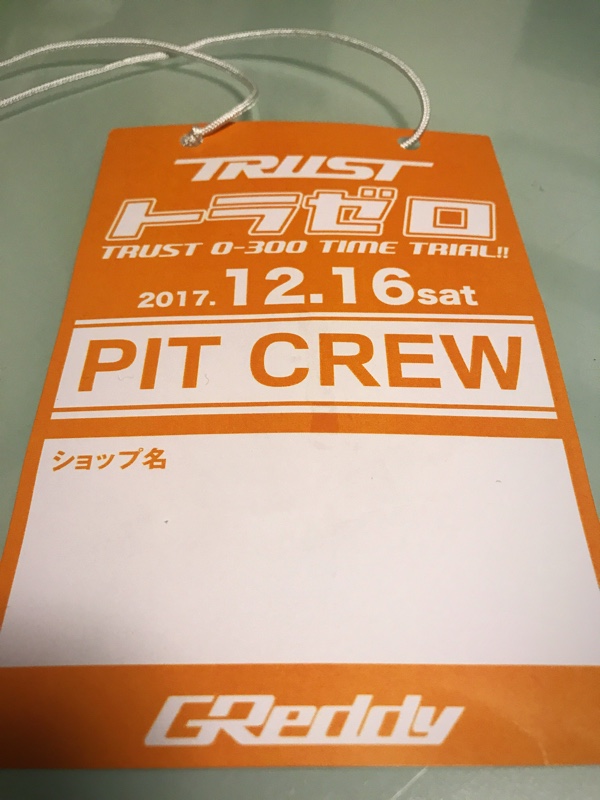 TRUST
トラゼロ
TRUST 0-300 TIME TRIAL!!
2017. 12.16sat
PIT CREW
ショップ名
GReddy